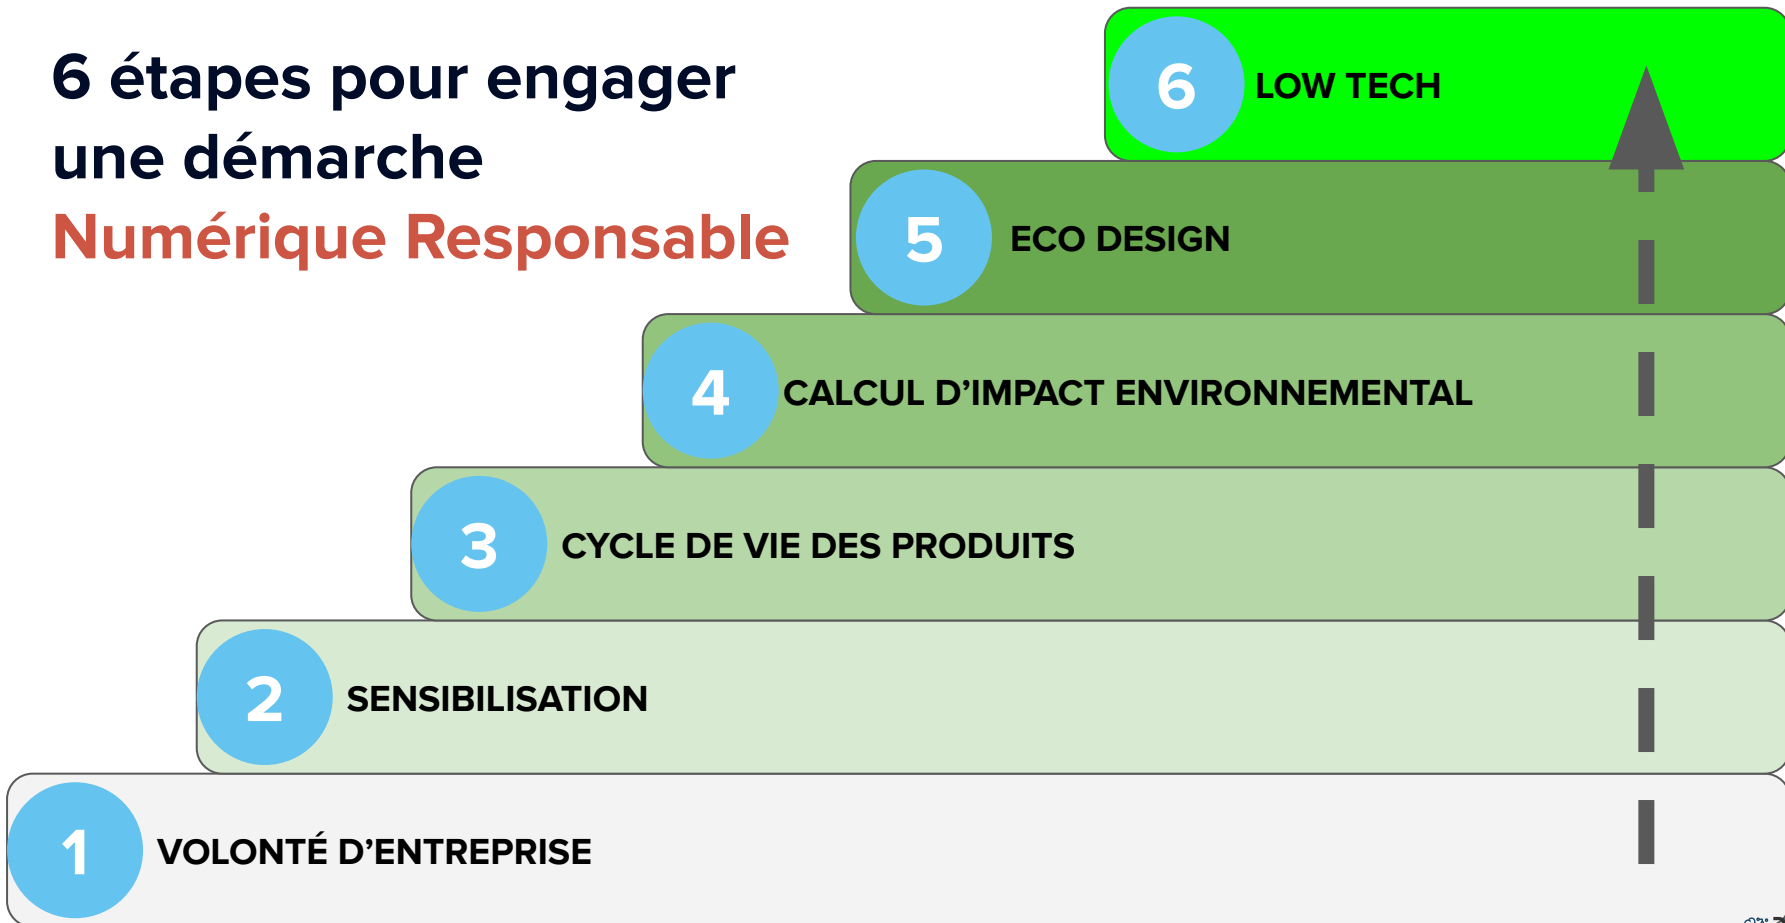 6 étapes pour engager
une démarche
Numérique Responsable
6 LOW TECH
5 ECO DESIGN
4 CALCUL D’IMPACT ENVIRONNEMENTAL
3 CYCLE DE VIE DES PRODUITS
2 SENSIBILISATION
1 VOLONTÉ D’ENTREPRISE